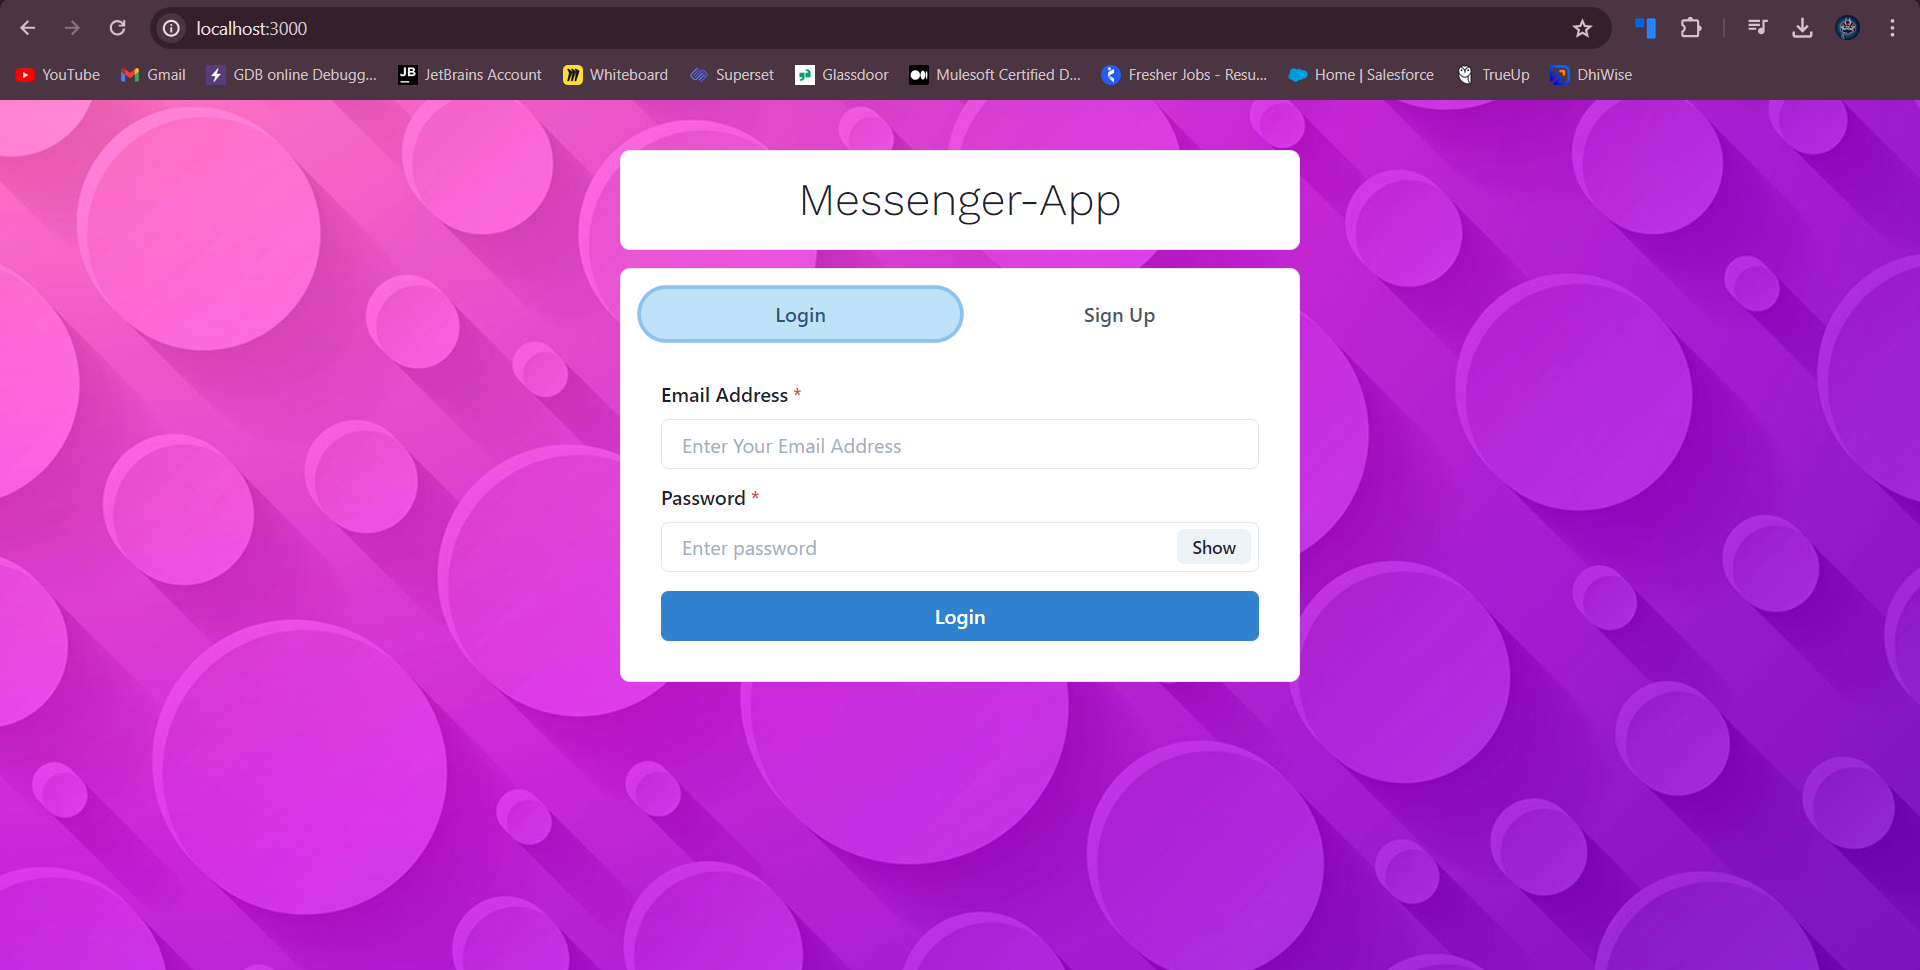 localhost:3000
YouTube Gmail GDB online Debugg... JB JetBrains Account Whiteboard Superset Glassdoor Mulesoft Certified D... Fresher Jobs - Resu... Home | Salesforce TrueUp DhiWise
Messenger-App
Login Sign Up
Email Address *
Enter Your Email Address
Password *
Enter password Show
Login